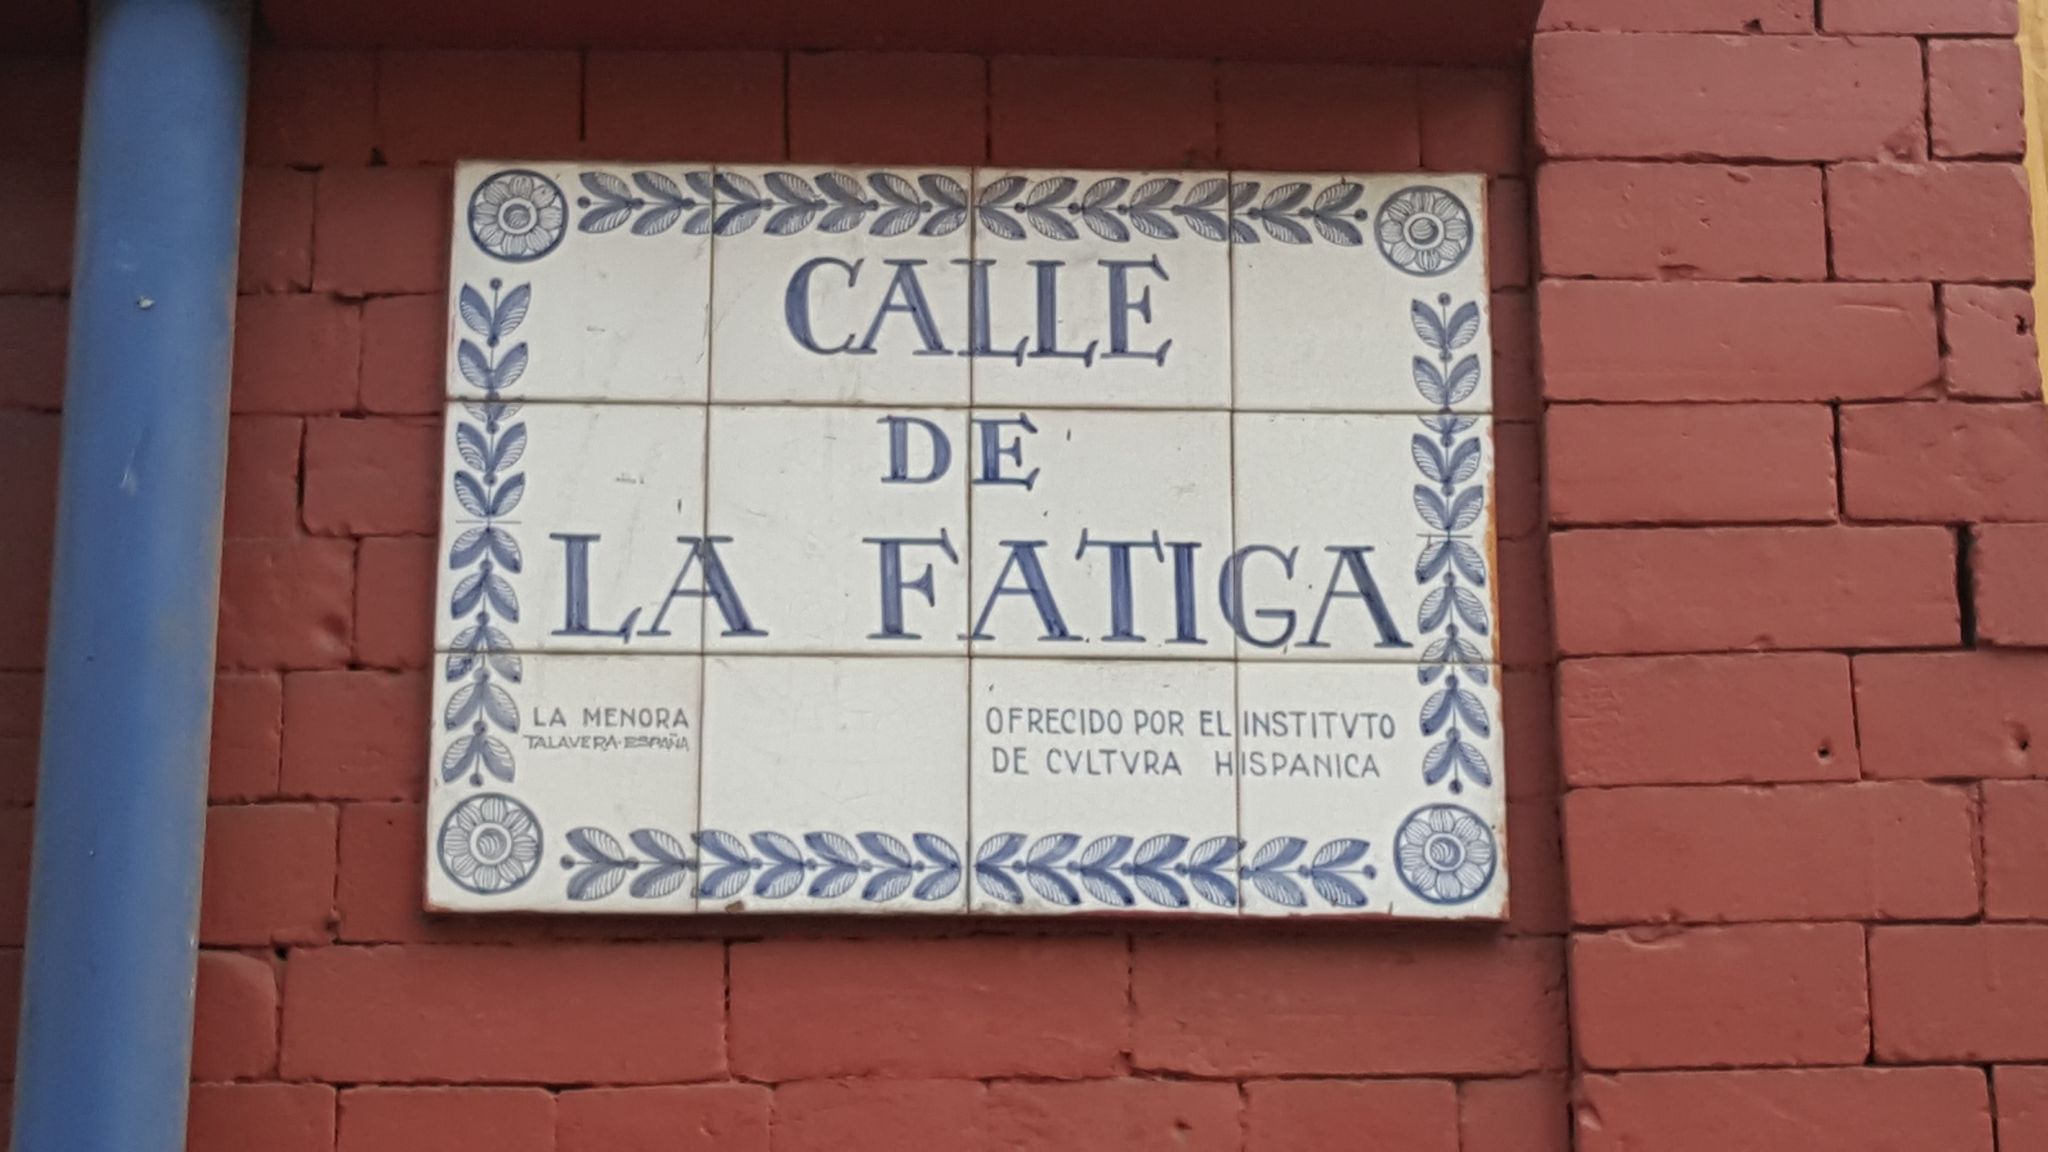 CALLE
DE
LA FATIGA
LA MENORA
TALAVERA·ESPAÑA
OFRECIDO POR EL INSTITVTO
DE CVLTVRA HISPANICA